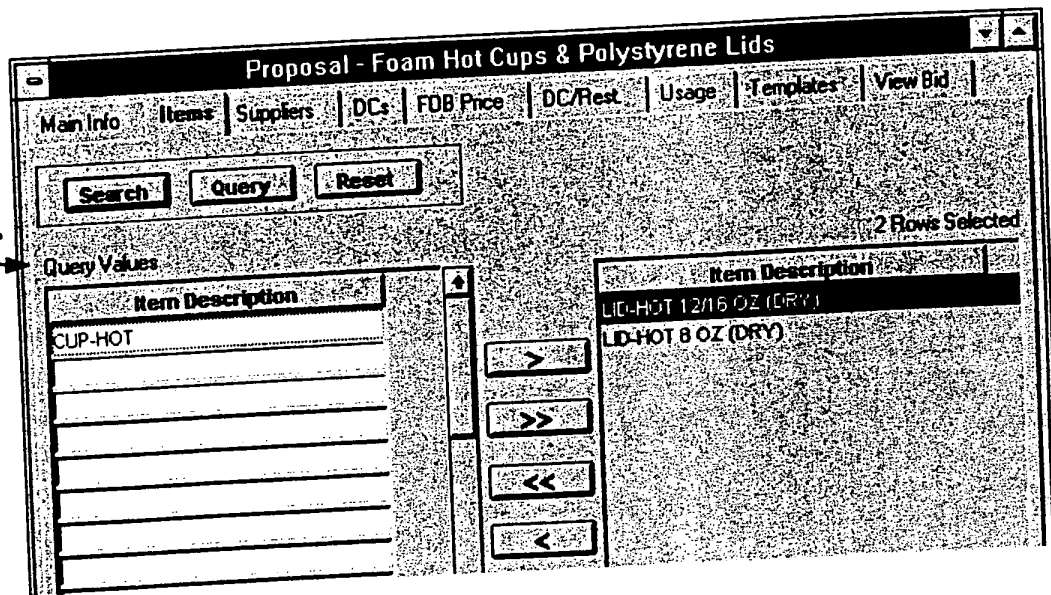 Proposal - Foam Hot Cups & Polystyrene Lids
Main Info Items Suppliers DCs FOB Price DC/Rest. Usage Templates View Bid
Search Query Reset
2 Rows Selected
Query Values
Item Description
CUP-HOT
>
>>
<<
<
Item Description
LID-HOT 12/16 OZ (DRY)
LID-HOT 8 OZ (DRY)